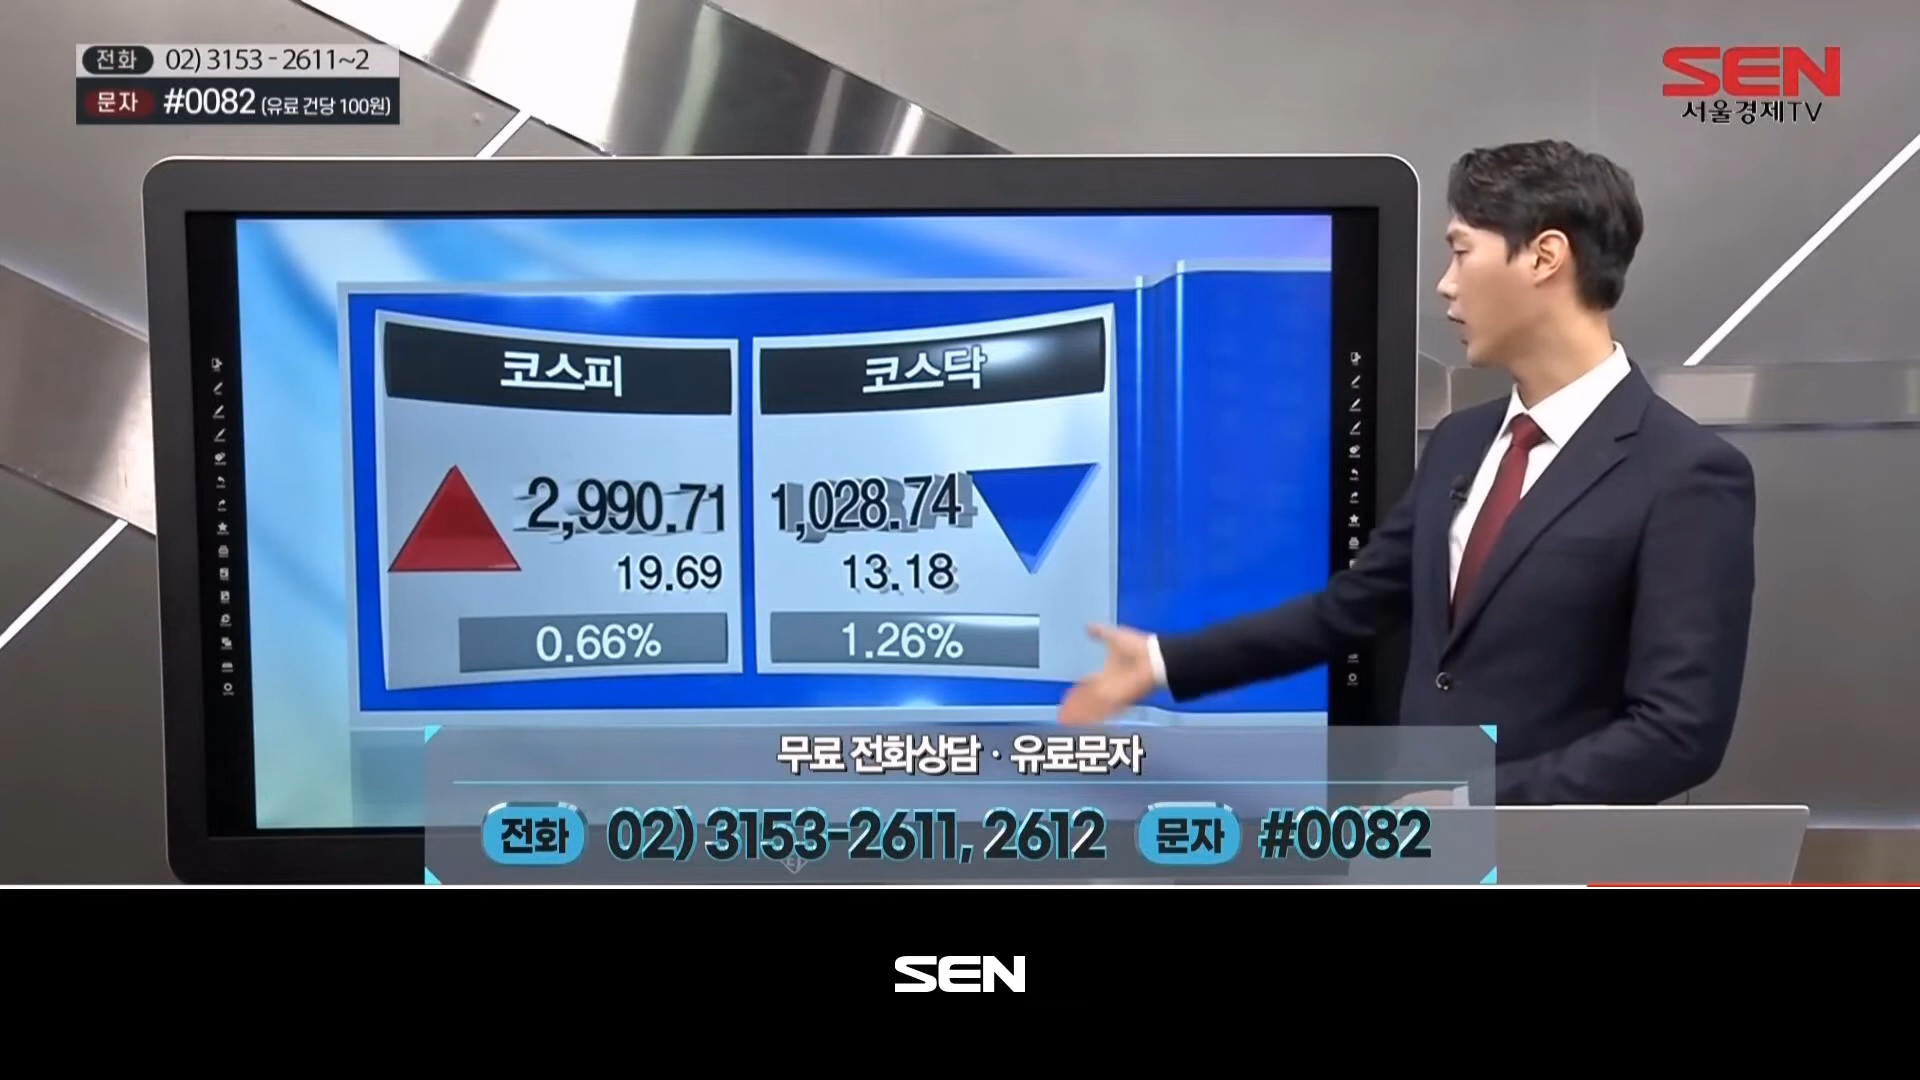 전화 02) 3153-2611~2
문자 #0082 (유료 건당 100원)
SEN
서울경제TV
코스피
코스닥
2,990.71
1,028.74
19.69
13.18
0.66%
1.26%
무료 전화상담 · 유료문자
전화 02) 3153-2611, 2612 문자 #0082
SEN